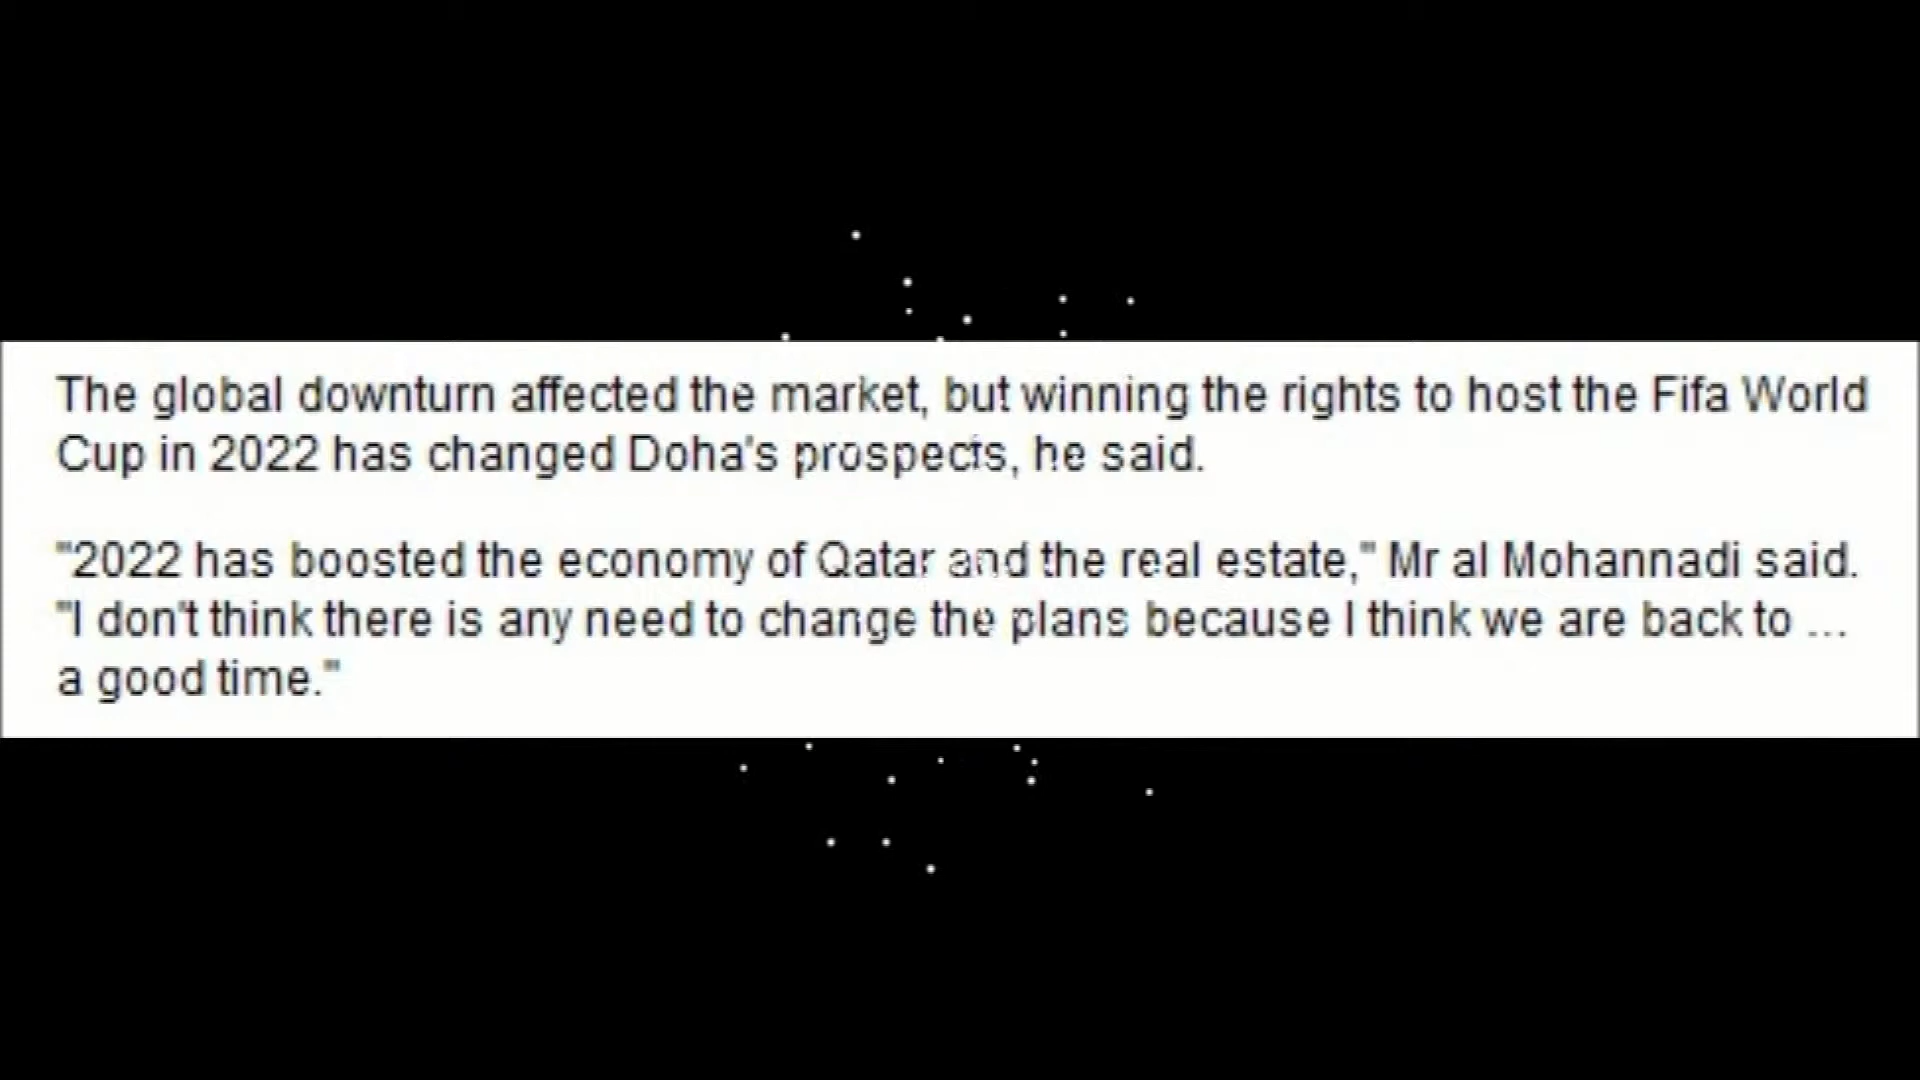 The global downturn affected the market, but winning the rights to host the Fifa World
Cup in 2022 has changed Doha's prospects, he said.
"2022 has boosted the economy of Qatar and the real estate," Mr al Mohannadi said.
"I don't think there is any need to change the plans because I think we are back to ...
a good time."